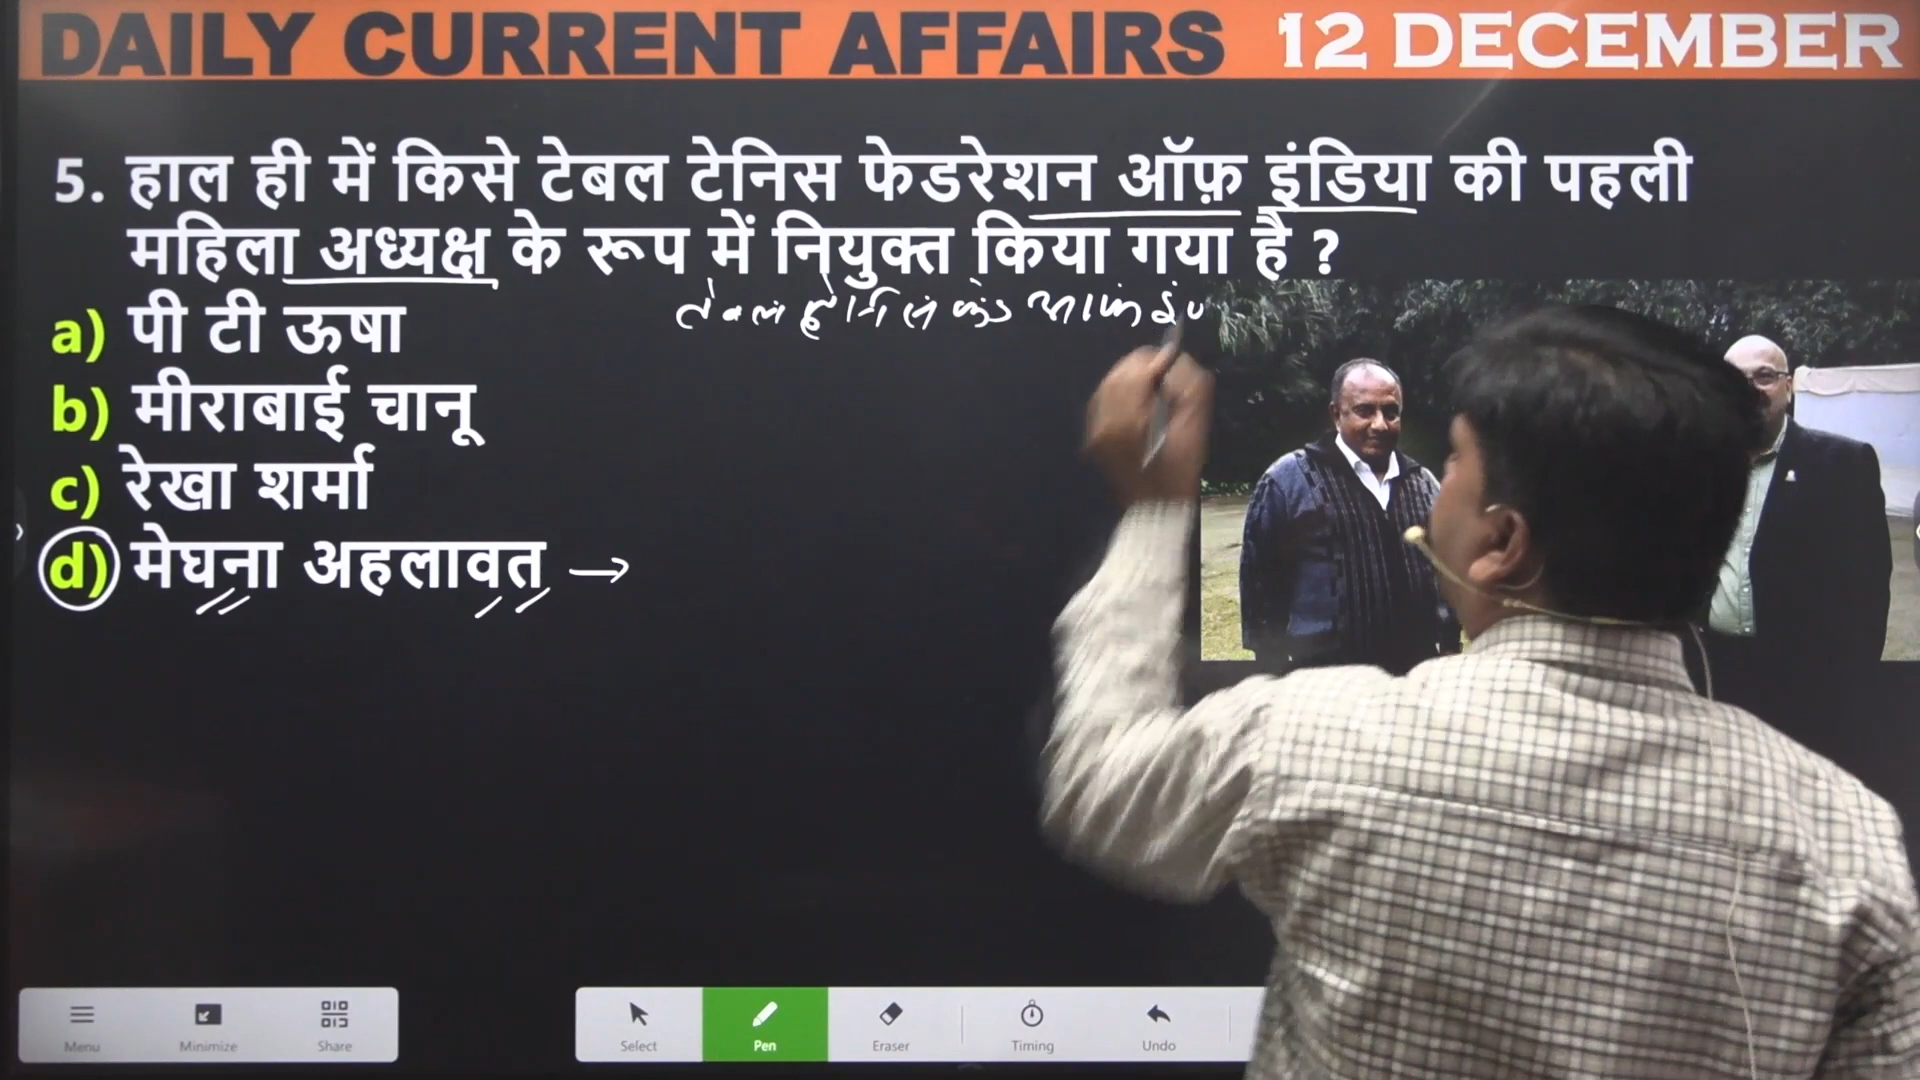 DAILY CURRENT AFFAIRS 12 DECEMBER
5. हाल ही में किसे टेबल टेनिस फेडरेशन ऑफ़ इंडिया की पहली
महिला अध्यक्ष के रूप में नियुक्त किया गया है ?
a) पी टी ऊषा
b) मीराबाई चानू
c) रेखा शर्मा
d) मेघना अहलावत
Menu Minimize Share Select Pen Eraser Timing Undo